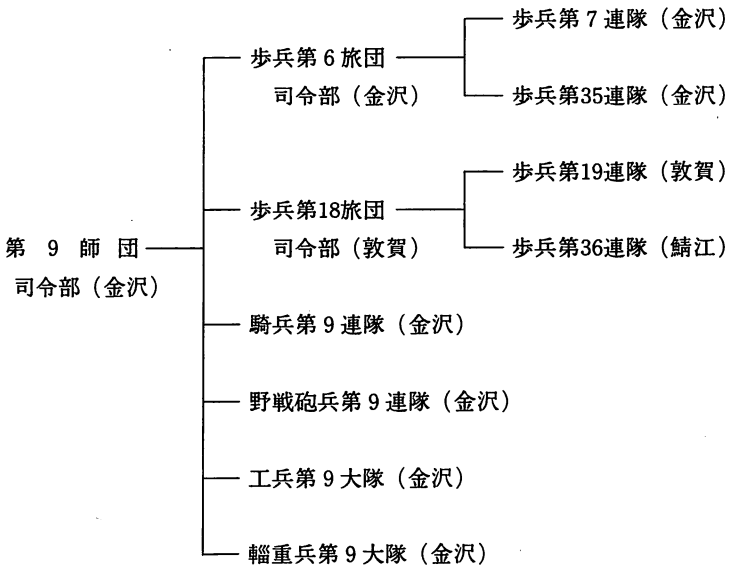 第9師団
司令部（金沢）
歩兵第6旅団
司令部（金沢）
歩兵第7連隊（金沢）
歩兵第35連隊（金沢）
歩兵第18旅団
司令部（敦賀）
歩兵第19連隊（敦賀）
歩兵第36連隊（鯖江）
騎兵第9連隊（金沢）
野戦砲兵第9連隊（金沢）
工兵第9大隊（金沢）
輜重兵第9大隊（金沢）